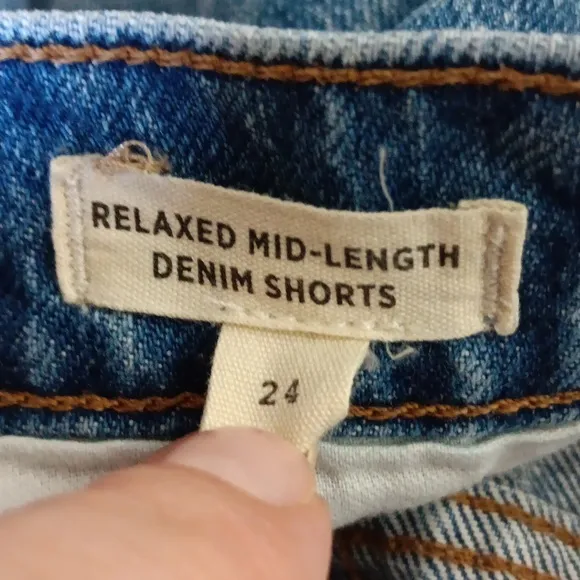 RELAXED MID-LENGTH
DENIM SHORTS
24